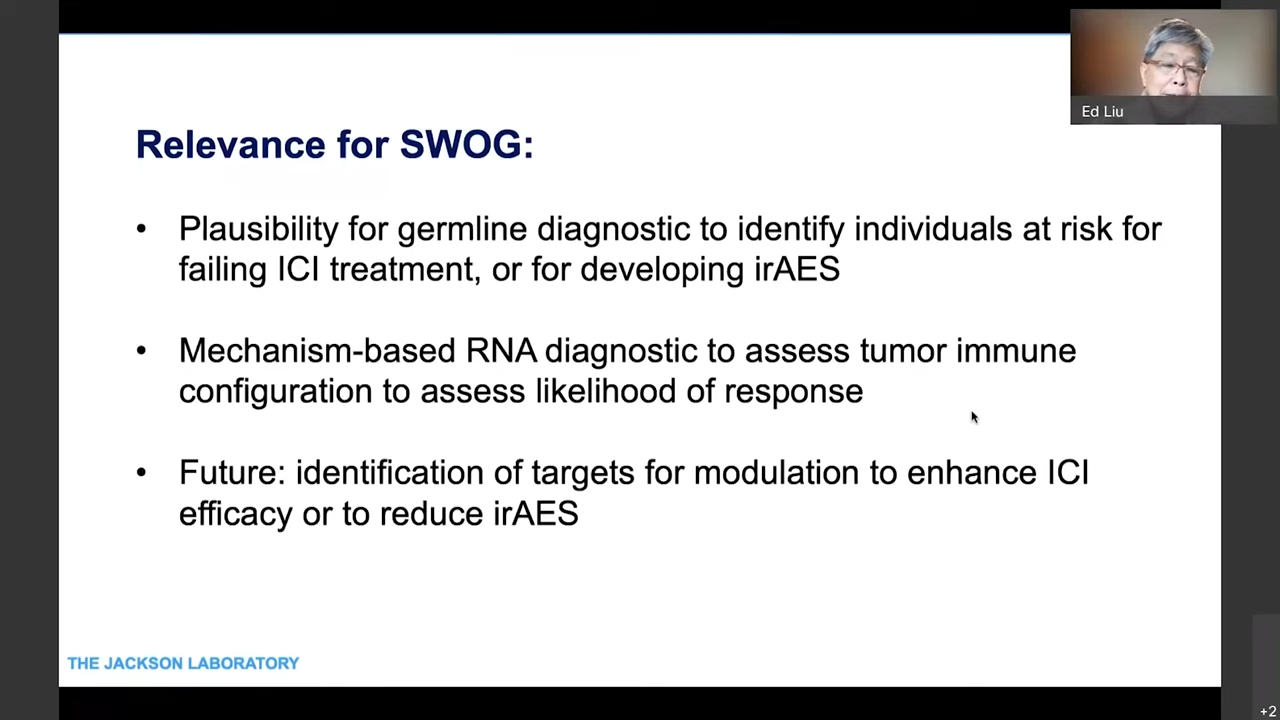 Ed Liu
Relevance for SWOG:
• Plausibility for germline diagnostic to identify individuals at risk for
failing ICI treatment, or for developing irAES
• Mechanism-based RNA diagnostic to assess tumor immune
configuration to assess likelihood of response
• Future: identification of targets for modulation to enhance ICI
efficacy or to reduce irAES
THE JACKSON LABORATORY
+2